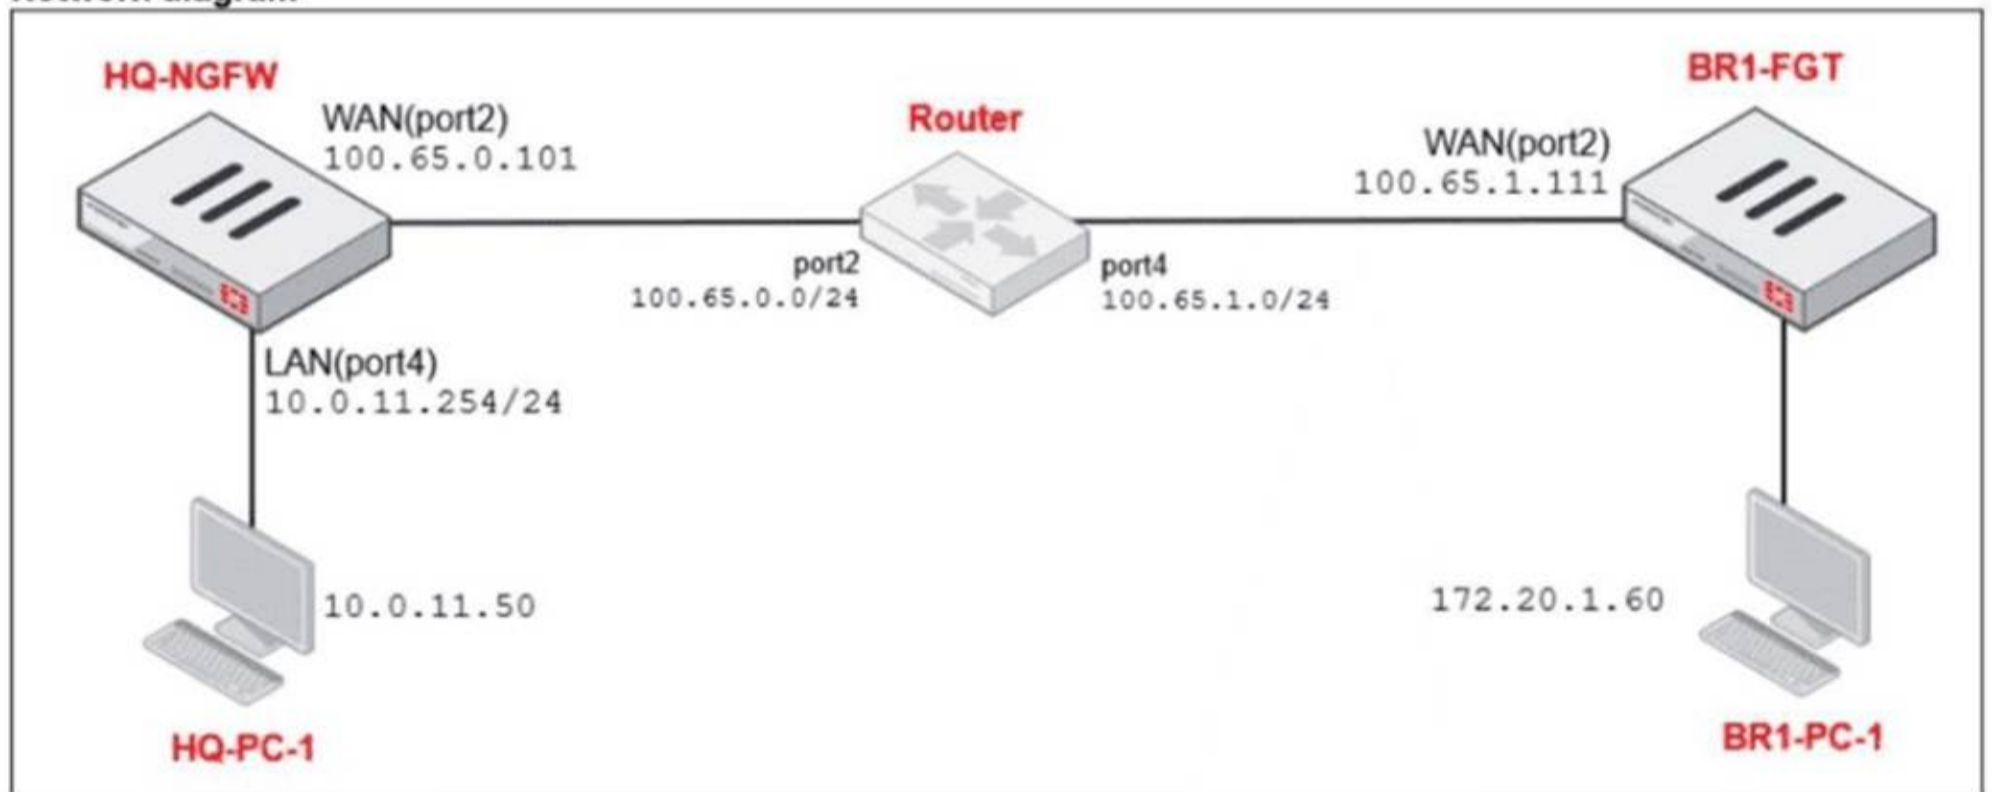 HQ-NGFW
WAN(port2)
100.65.0.101
Router
BR1-FGT
WAN(port2)
100.65.1.111
port2
100.65.0.0/24
port4
100.65.1.0/24
LAN(port4)
10.0.11.254/24
10.0.11.50
172.20.1.60
HQ-PC-1
BR1-PC-1